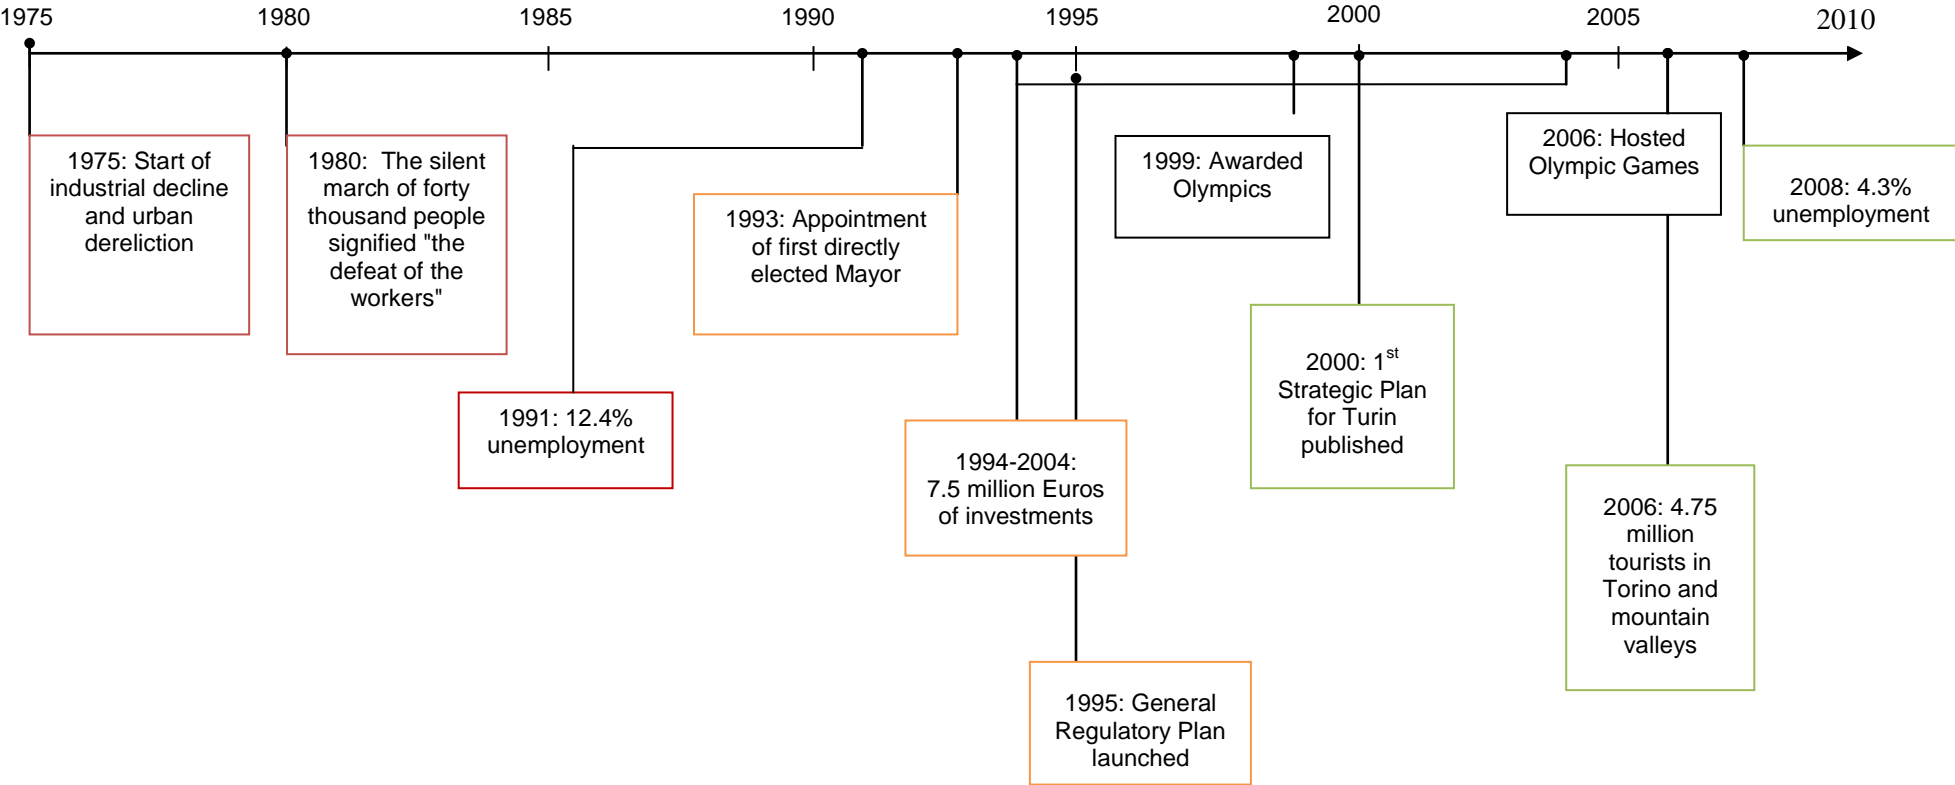 1975
1980
1985
1990
1995
2000
2005
2010
1975: Start of
industrial decline
and urban
dereliction
1980:  The silent
march of forty
thousand people
signified "the
defeat of the
workers"
1991: 12.4%
unemployment
1993: Appointment
of first directly
elected Mayor
1994-2004:
7.5 million Euros
of investments
1995: General
Regulatory Plan
launched
1999: Awarded
Olympics
2000: 1st
Strategic Plan
for Turin
published
2006: Hosted
Olympic Games
2006: 4.75
million
tourists in
Torino and
mountain
valleys
2008: 4.3%
unemployment